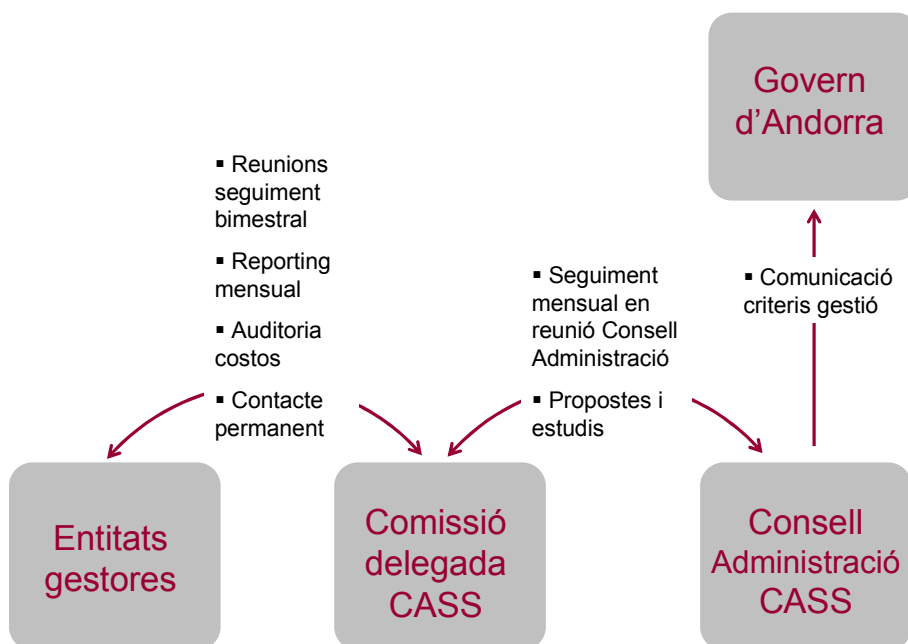 Govern
d’Andorra
▪ Reunions
seguiment
bimestral
▪ Reporting
mensual
▪ Auditoria
costos
▪ Contacte
permanent
▪ Seguiment
mensual en
reunió Consell
Administració
▪ Propostes i
estudis
▪ Comunicació
criteris gestió
Entitats
gestores
Comissió
delegada
CASS
Consell
Administració
CASS